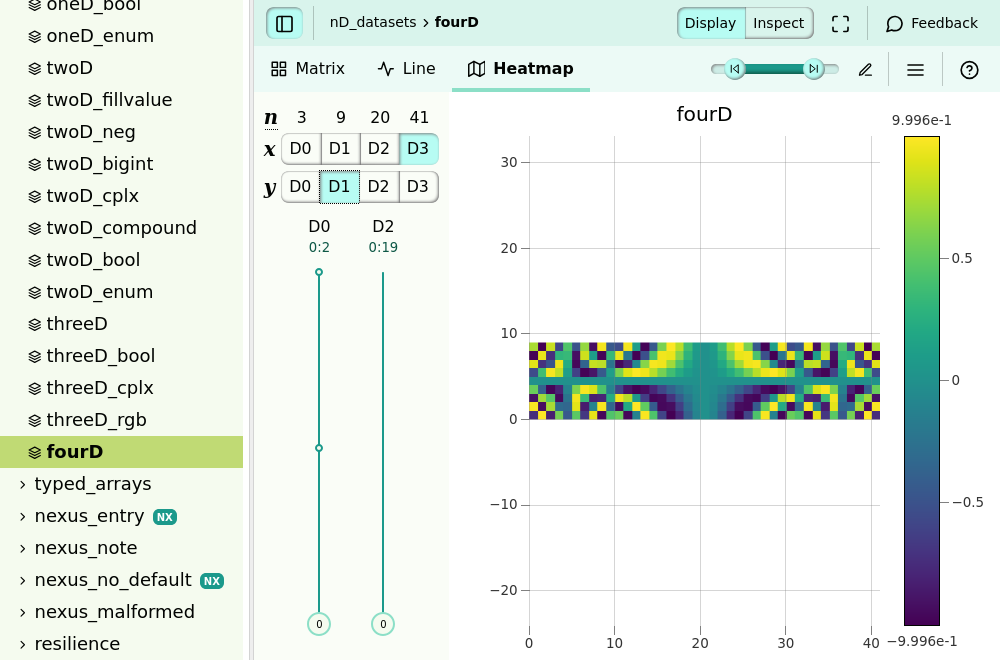 oneD_bool
oneD_enum
twoD
twoD_fillvalue
twoD_neg
twoD_bigint
twoD_cplx
twoD_compound
twoD_bool
twoD_enum
threeD
threeD_bool
threeD_cplx
threeD_rgb
fourD
typed_arrays
nexus_entry NX
nexus_note
nexus_no_default NX
nexus_malformed
resilience
nD_datasets › fourD
Display Inspect
Feedback
Matrix Line Heatmap
n 3 9 20 41
x D0 D1 D2 D3
y D0 D1 D2 D3
D0 D2
0:2 0:19
0 0
fourD
9.996e-1
30
20
10
0
−10
−20
0 10 20 30 40
0.5
0
−0.5
−9.996e-1